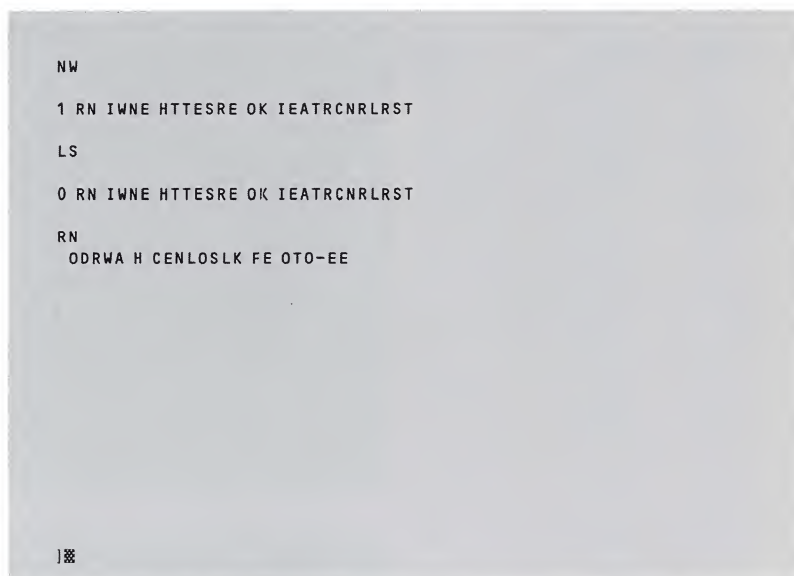 NW
1 RN IWNE HTTESRE OK IEATRCNRLRST
LS
0 RN IWNE HTTESRE OK IEATRCNRLRST
RN
ODRWA H CENLOSLK FE OTO-EE
]▒